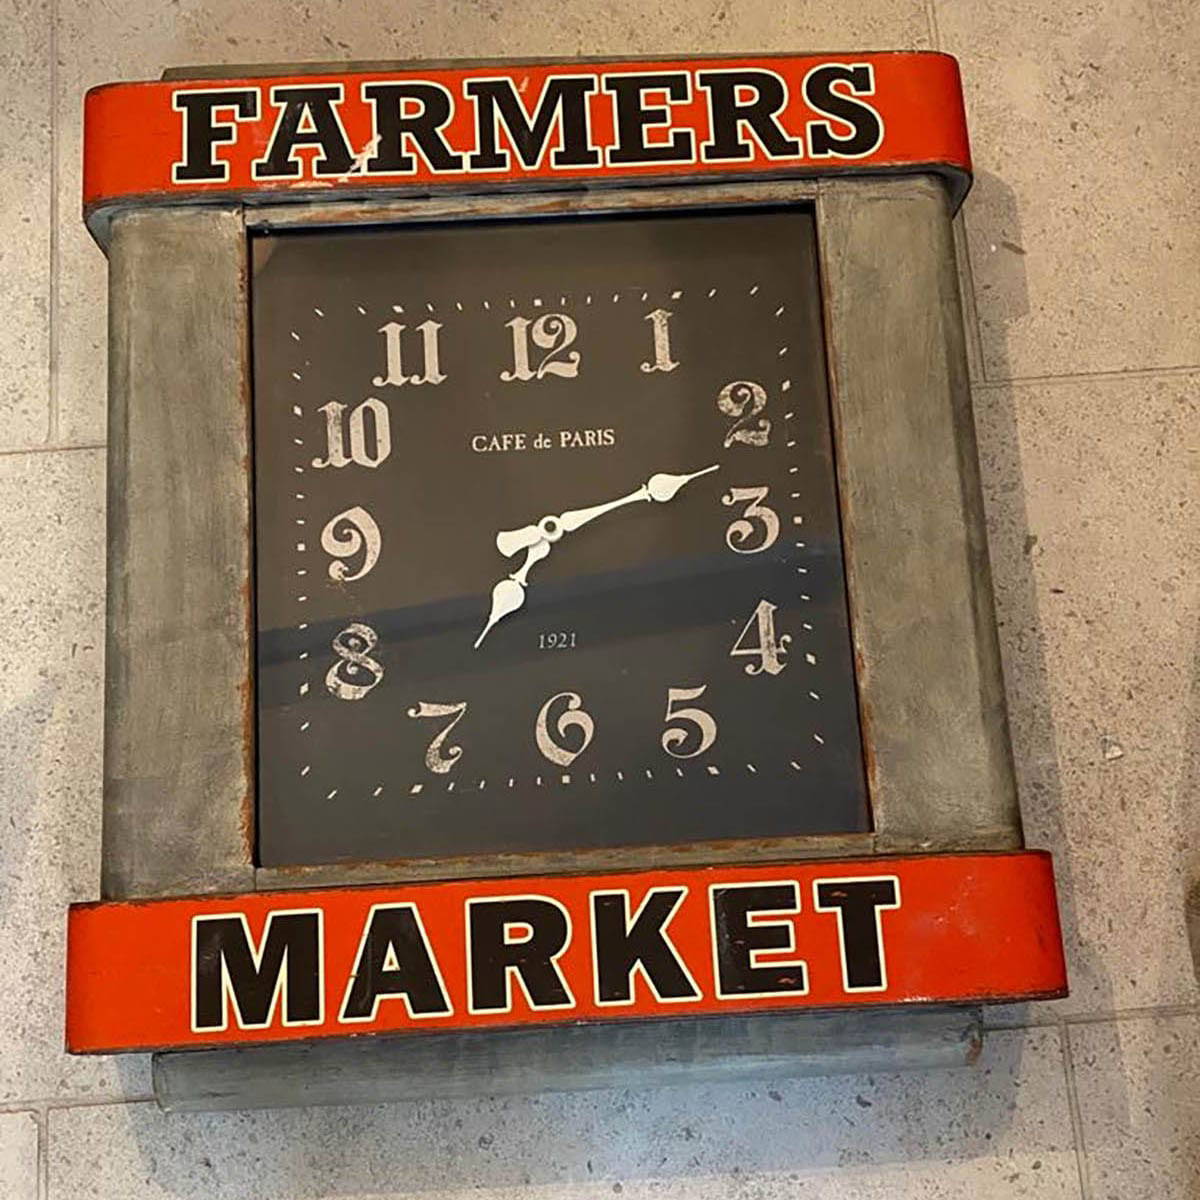 FARMERS
11 12 1
10 2
CAFE de PARIS
9 3
1921
8 4
7 6 5
MARKET